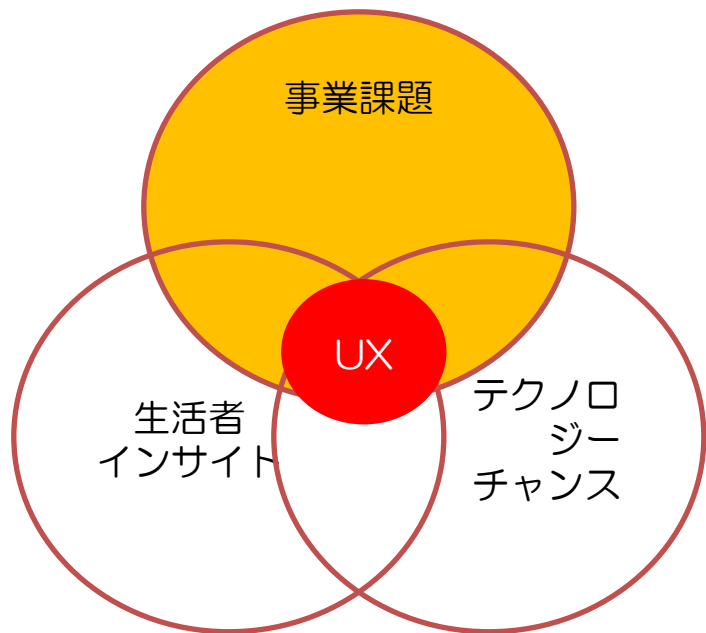 事業課題
UX
生活者
インサイト
テクノロ
ジー
チャンス